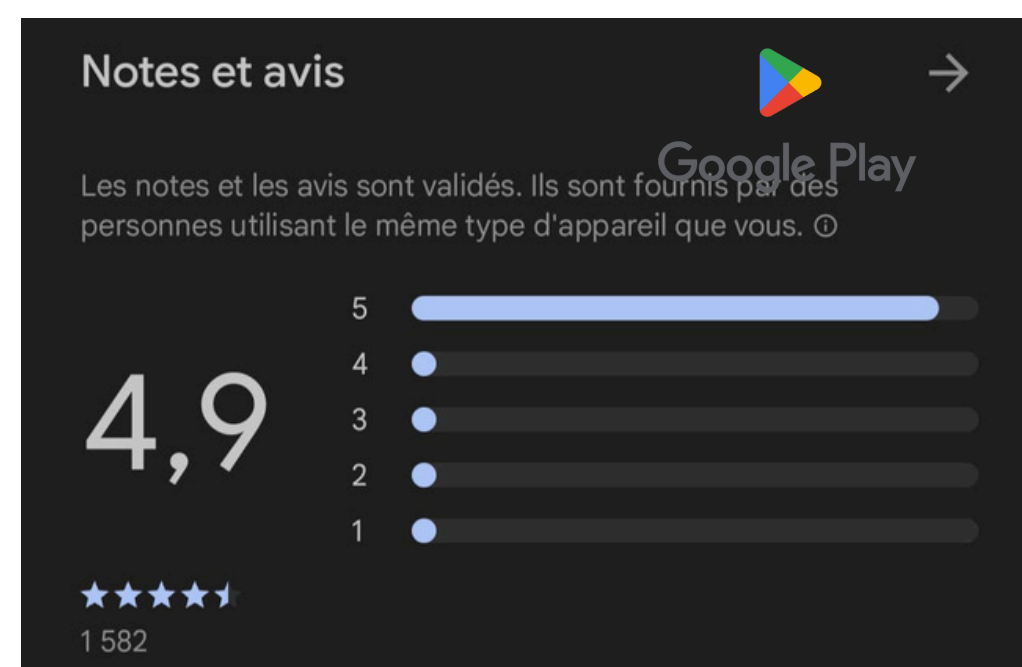 Notes et avis
Google Play
Les notes et les avis sont validés. Ils sont fournis par des
personnes utilisant le même type d'appareil que vous.
5
4
3
2
1
4,9
1 582